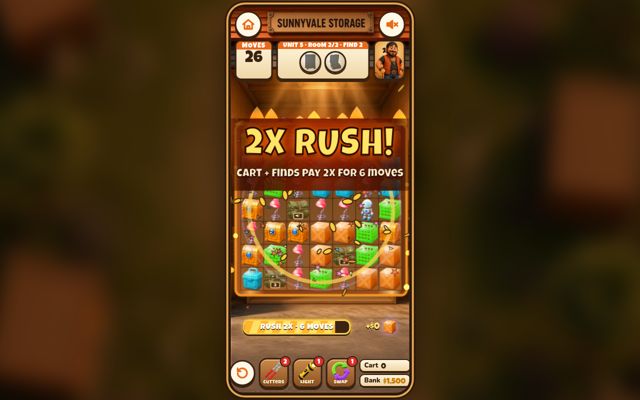 SUNNYVALE STORAGE
MOVES
26
UNIT 5 · ROOM 2/2 · FIND 2
2X RUSH!
CART + FINDS PAY 2X FOR 6 MOVES
RUSH 2X · 6 MOVES
+$0
2
1
1
CUTTERS
LIGHT
SWAP
Cart 0
Bank $1,500